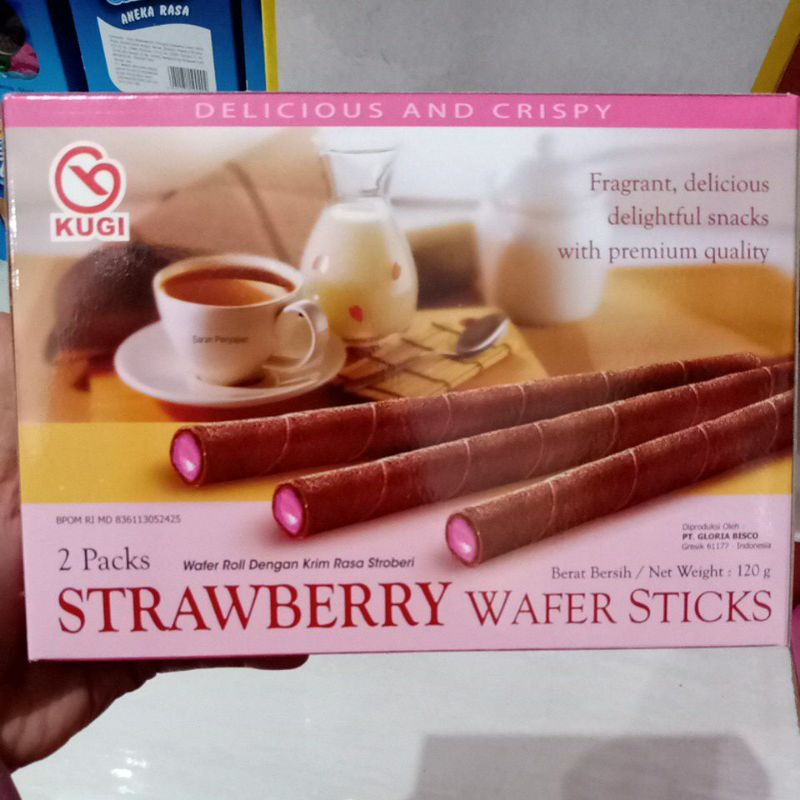 ANEKA RASA
DELICIOUS AND CRISPY
KUGI
Fragrant, delicious
delightful snacks
with premium quality
Saran Penyajian
BPOM RI MD 836113052425
2 Packs
Wafer Roll Dengan Krim Rasa Stroberi
Diproduksi Oleh :
PT. GLORIA BISCO
Gresik 61177 - Indonesia
Berat Bersih / Net Weight : 120 g
STRAWBERRY WAFER STICKS